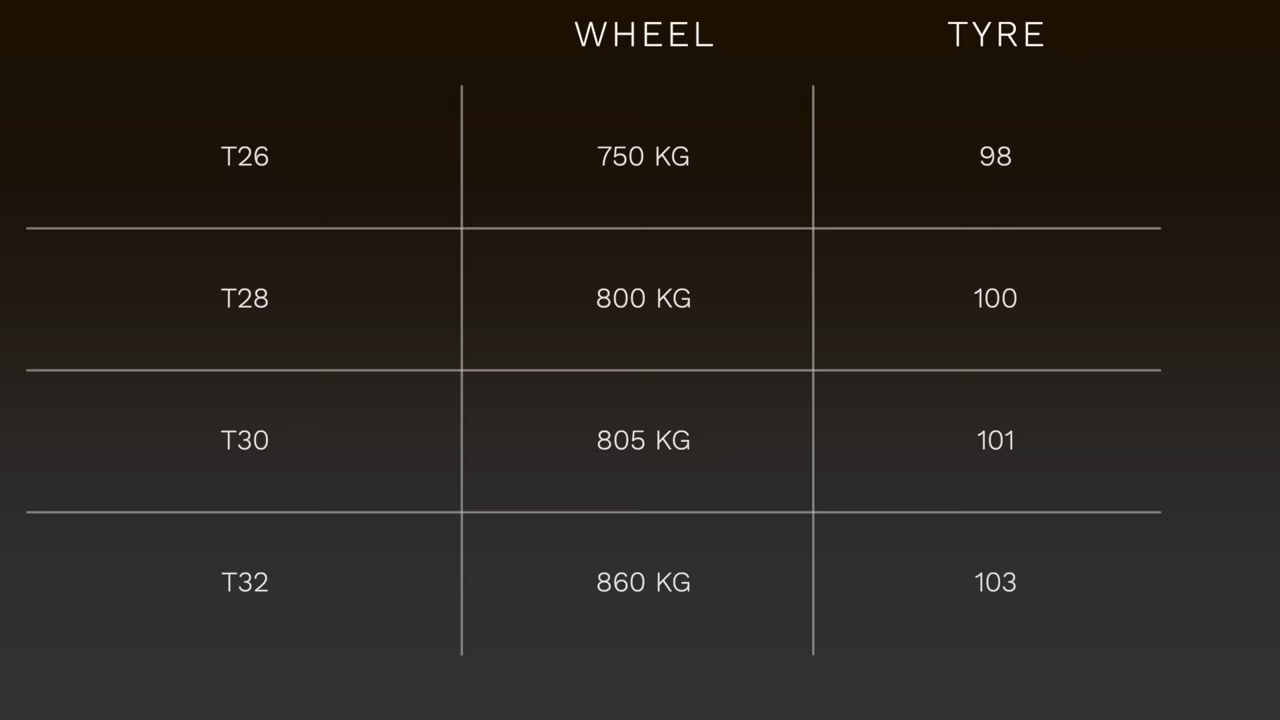 WHEEL TYRE
T26 750 KG 98
T28 800 KG 100
T30 805 KG 101
T32 860 KG 103